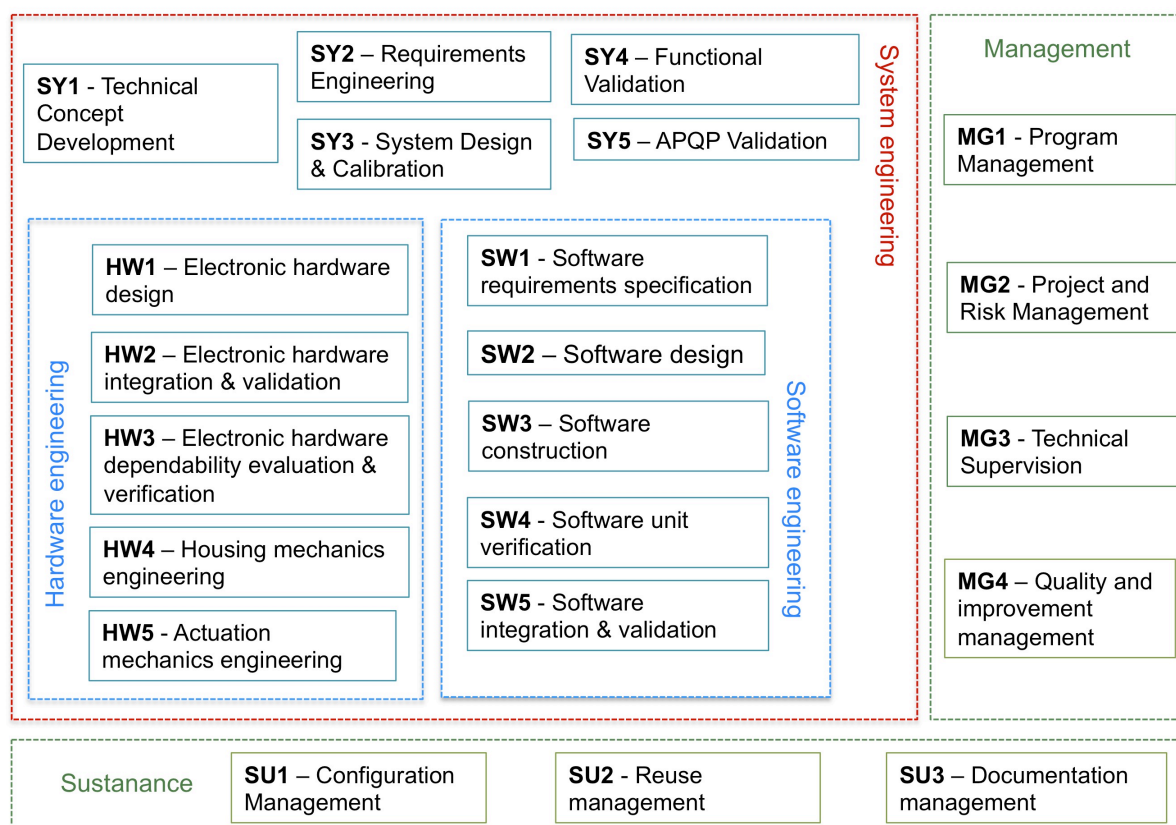 SY1 - Technical
Concept
Development
SY2 – Requirements
Engineering
SY3 - System Design
& Calibration
SY4 – Functional
Validation
SY5 – APQP Validation
System engineering
Hardware engineering
HW1 – Electronic hardware
design
HW2 – Electronic hardware
integration & validation
HW3 – Electronic hardware
dependability evaluation &
verification
HW4 – Housing mechanics
engineering
HW5 - Actuation
mechanics engineering
SW1 - Software
requirements specification
SW2 – Software design
SW3 – Software
construction
SW4 - Software unit
verification
SW5 - Software
integration & validation
Software engineering
Management
MG1 - Program
Management
MG2 - Project and
Risk Management
MG3 - Technical
Supervision
MG4 – Quality and
improvement
management
Sustanance
SU1 – Configuration
Management
SU2 - Reuse
management
SU3 – Documentation
management